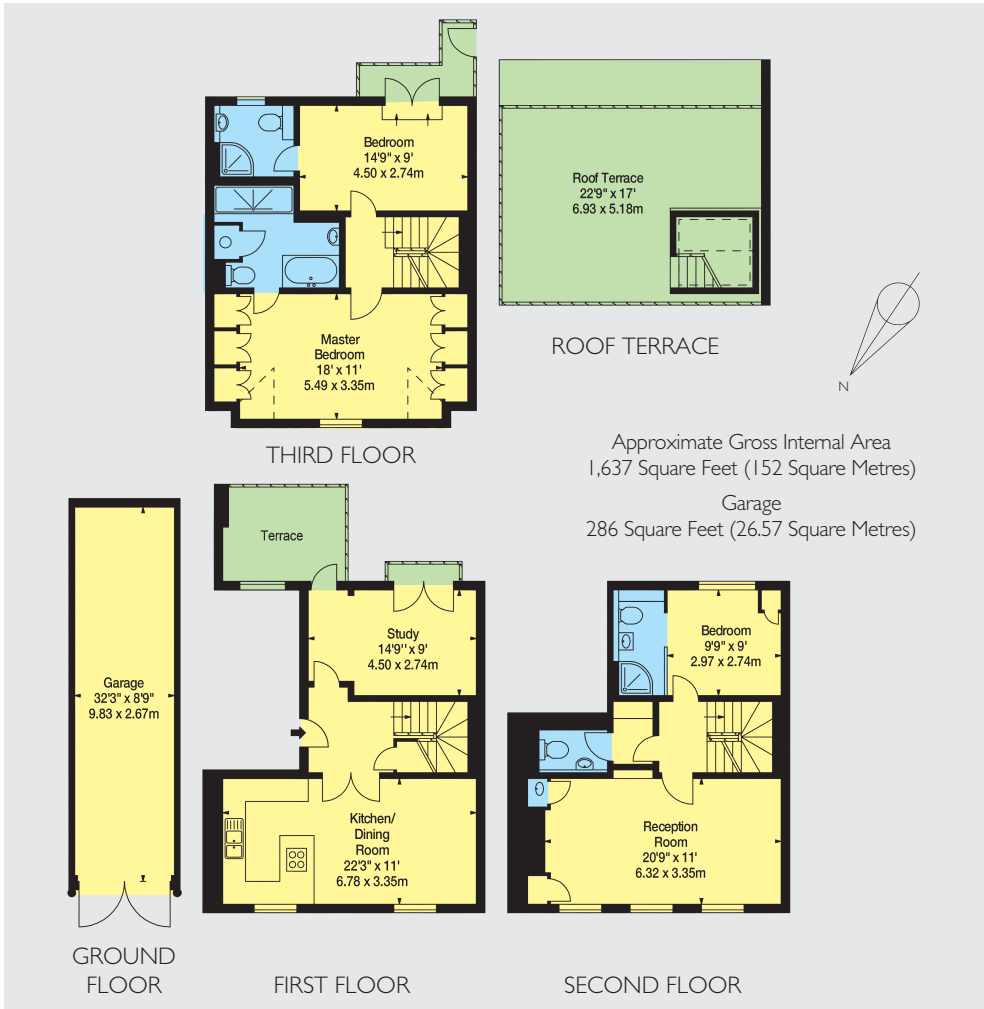 Bedroom
14'9" x 9'
4.50 x 2.74m
Master
Bedroom
18' x 11'
5.49 x 3.35m
THIRD FLOOR
Roof Terrace
22'9" x 17'
6.93 x 5.18m
ROOF TERRACE
N
Approximate Gross Internal Area
1,637 Square Feet (152 Square Metres)
Garage
286 Square Feet (26.57 Square Metres)
Garage
32'3" x 8'9"
9.83 x 2.67m
GROUND
FLOOR
Terrace
Study
14'9" x 9'
4.50 x 2.74m
Kitchen/
Dining
Room
22'3" x 11'
6.78 x 3.35m
FIRST FLOOR
Bedroom
9'9" x 9'
2.97 x 2.74m
Reception
Room
20'9" x 11'
6.32 x 3.35m
SECOND FLOOR